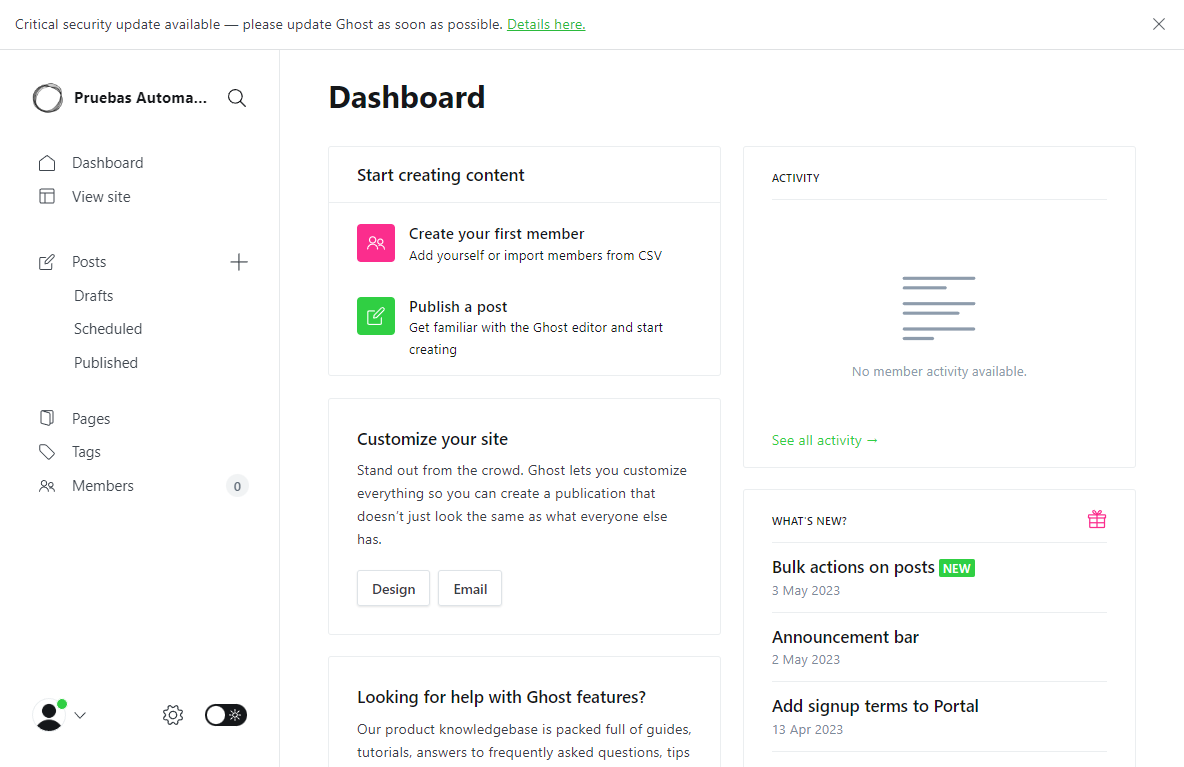 Critical security update available — please update Ghost as soon as possible. Details here.
Pruebas Automa...
Dashboard
View site
Posts
Drafts
Scheduled
Published
Pages
Tags
Members
0
Dashboard
Start creating content
Create your first member
Add yourself or import members from CSV
Publish a post
Get familiar with the Ghost editor and start
creating
Customize your site
Stand out from the crowd. Ghost lets you customize
everything so you can create a publication that
doesn't just look the same as what everyone else
has.
Design
Email
Looking for help with Ghost features?
Our product knowledgebase is packed full of guides,
tutorials, answers to frequently asked questions, tips
ACTIVITY
No member activity available.
See all activity →
WHAT'S NEW?
Bulk actions on posts NEW
3 May 2023
Announcement bar
2 May 2023
Add signup terms to Portal
13 Apr 2023